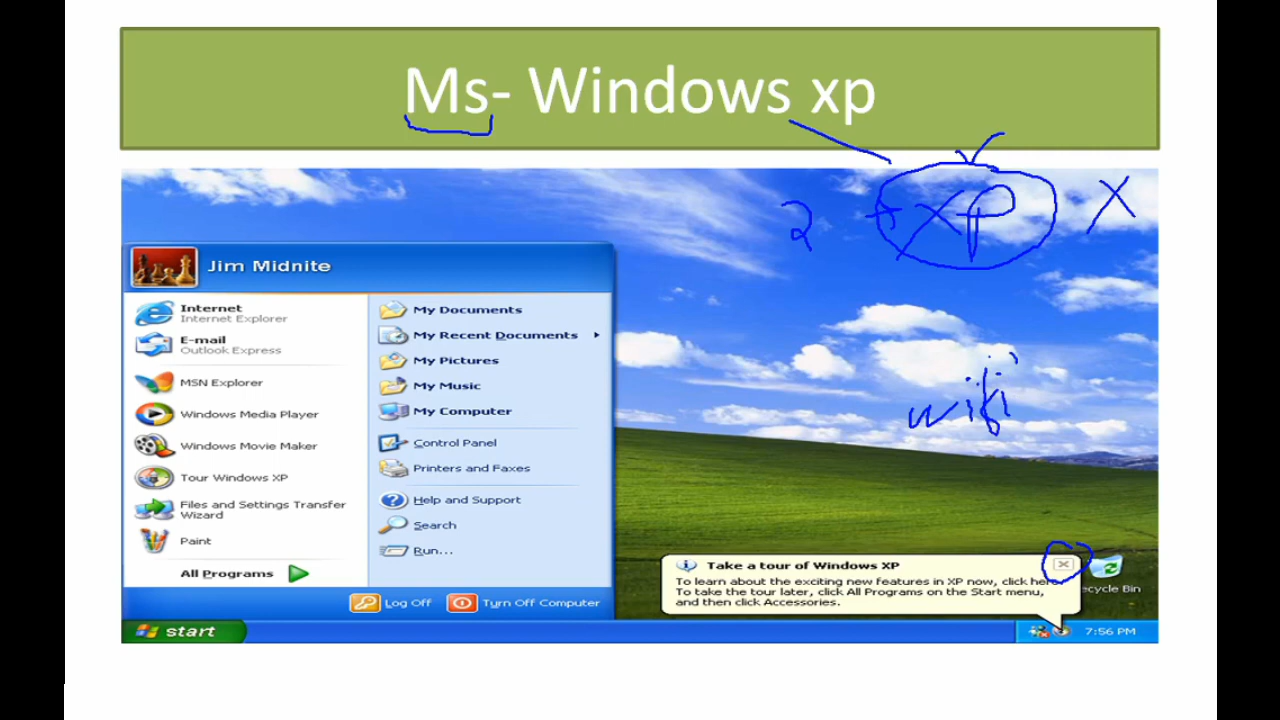 Ms- Windows xp
2 XP X
Jim Midnite
Internet
Internet Explorer
E-mail
Outlook Express
MSN Explorer
Windows Media Player
Windows Movie Maker
Tour Windows XP
Files and Settings Transfer
Wizard
Paint
All Programs
My Documents
My Recent Documents
My Pictures
My Music
My Computer
Control Panel
Printers and Faxes
Help and Support
Search
Run...
Log Off
Turn Off Computer
wifi
Take a tour of Windows XP
To learn about the exciting new features in XP now, click here.
To take the tour later, click All Programs on the Start menu,
and then click Accessories.
ecycle Bin
start
7:56 PM